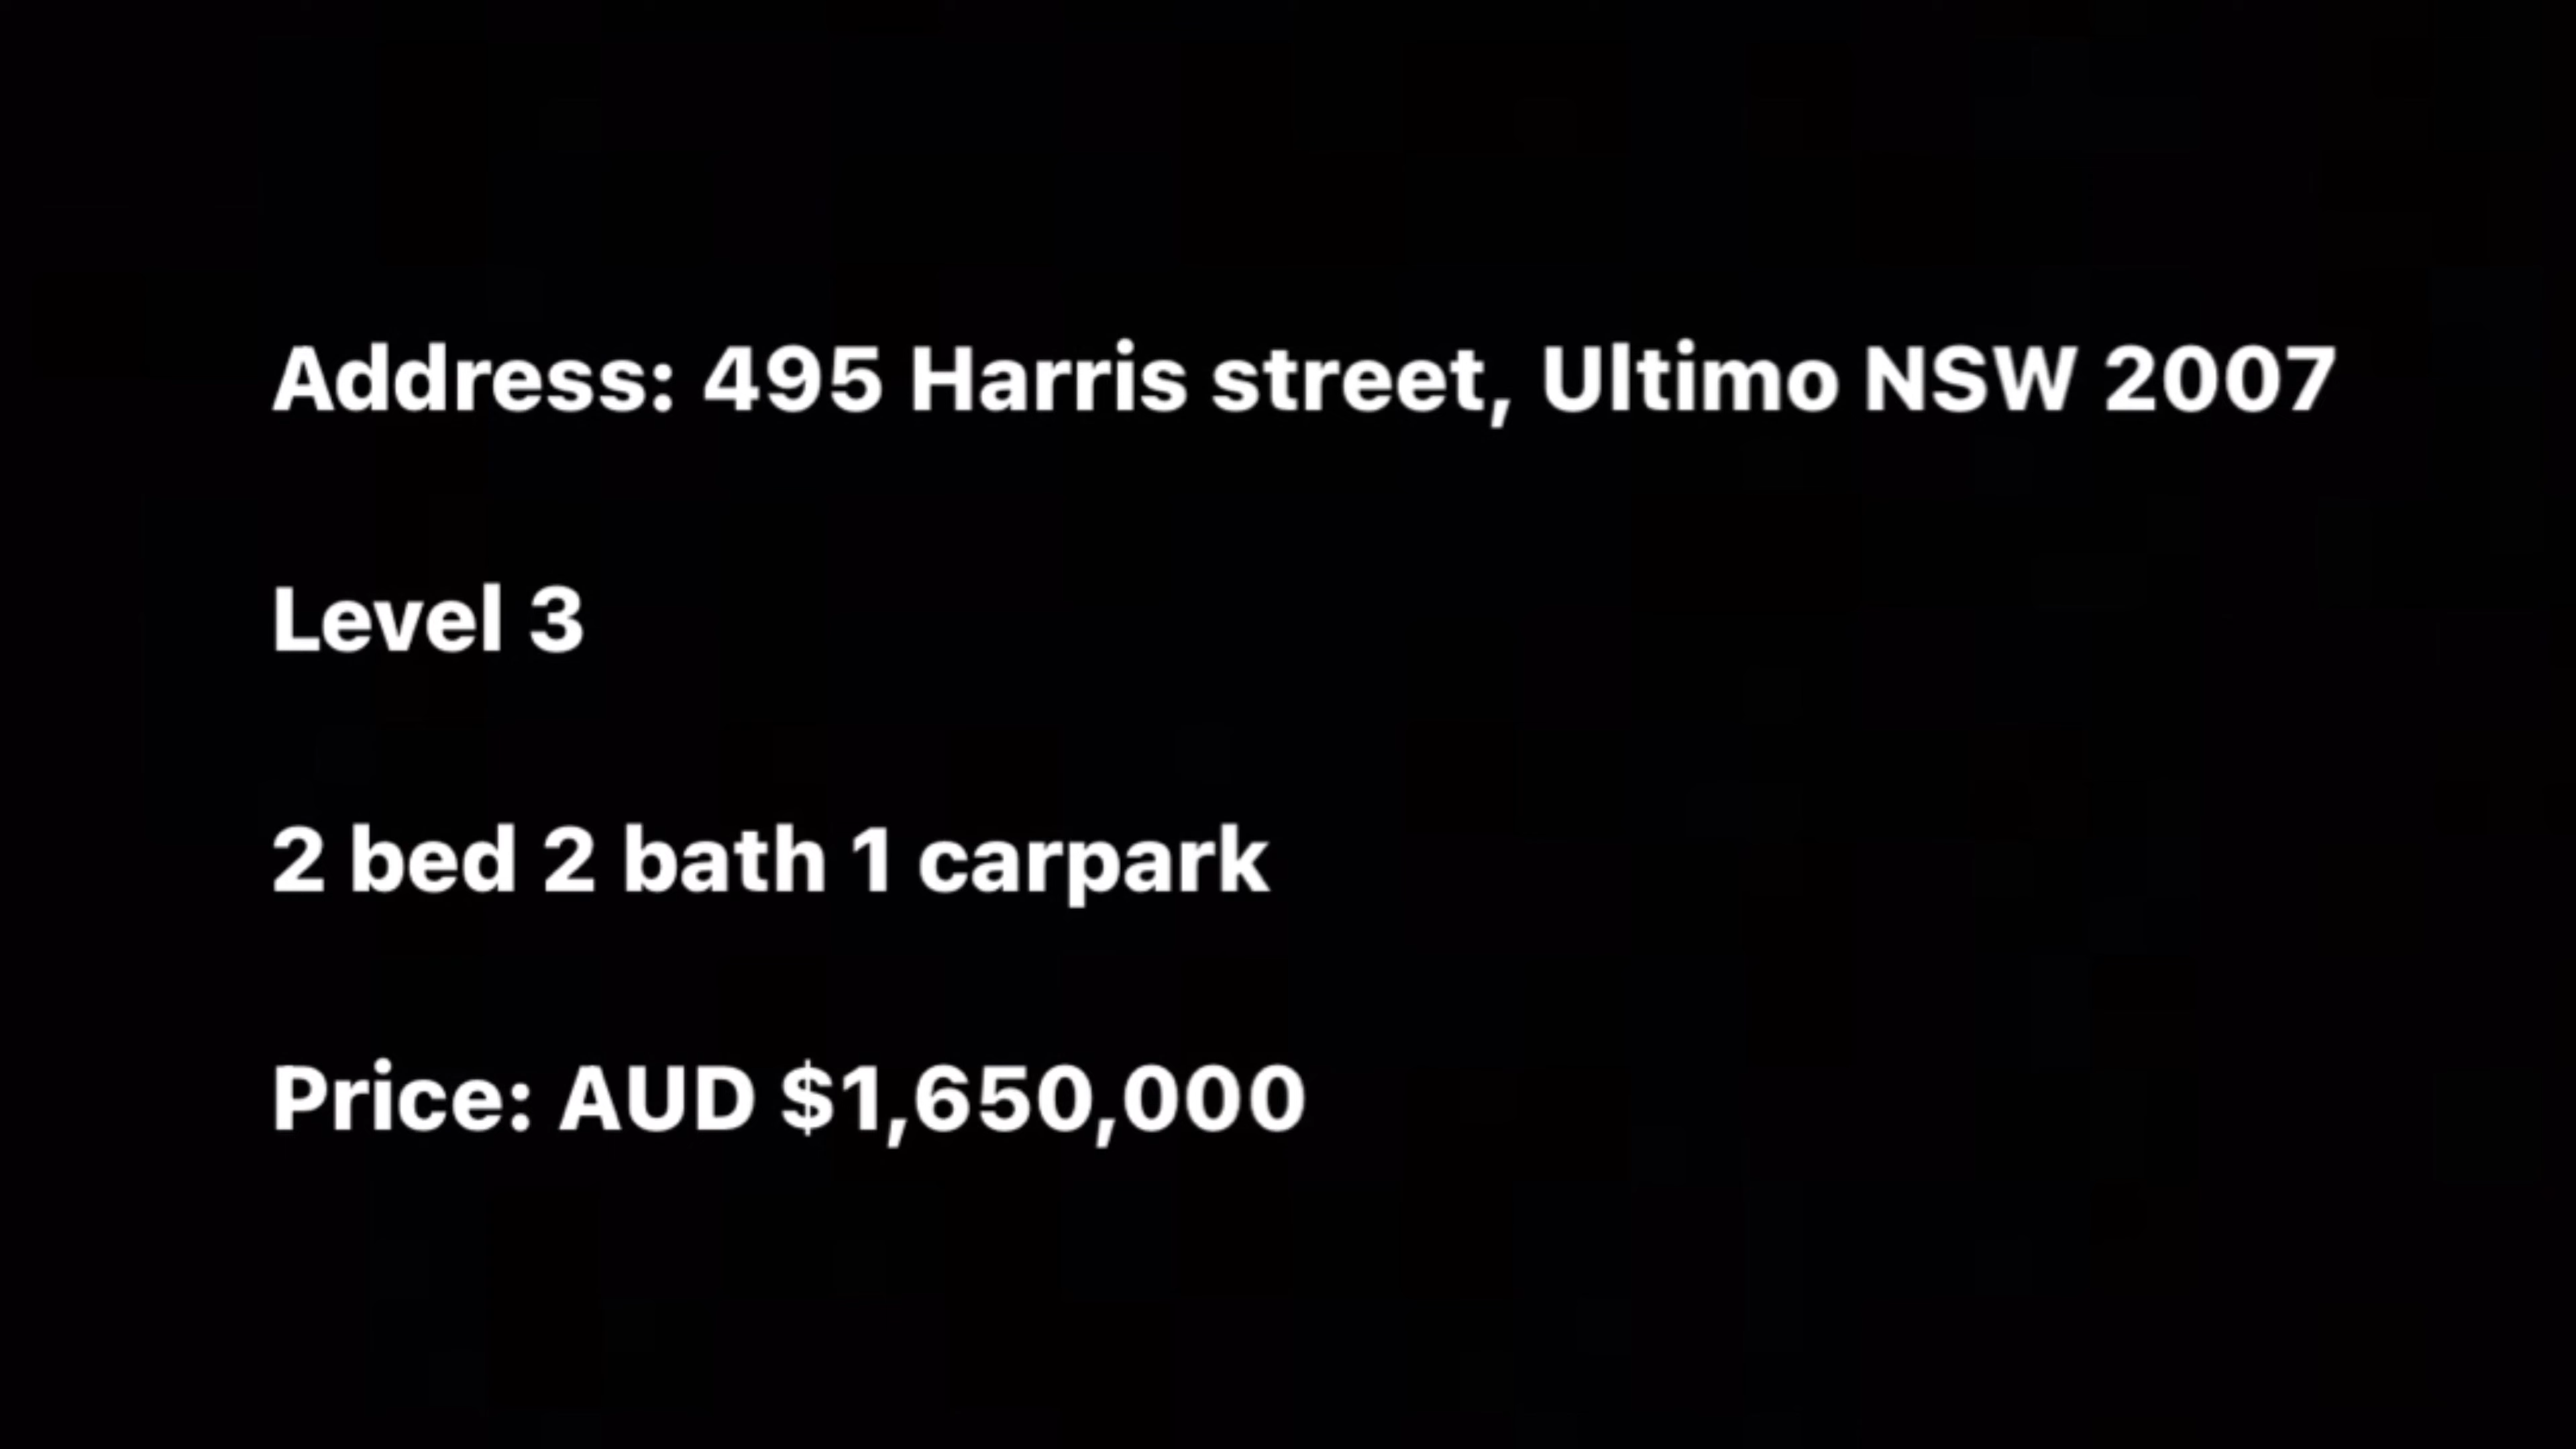 Address: 495 Harris street, Ultimo NSW 2007
Level 3
2 bed 2 bath 1 carpark
Price: AUD $1,650,000